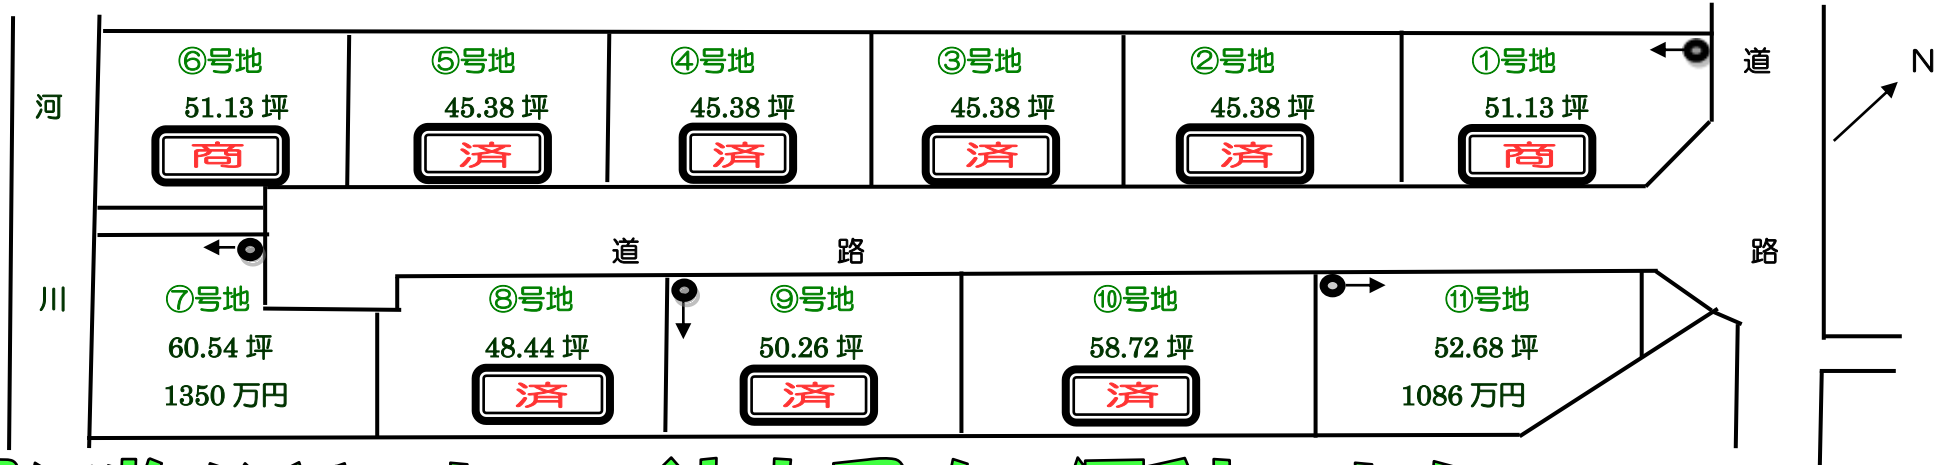 ⑥号地
51.13 坪
商
⑤号地
45.38 坪
済
④号地
45.38 坪
済
③号地
45.38 坪
済
②号地
45.38 坪
済
①号地
51.13 坪
商
河川
道路
道路
N
⑦号地
60.54 坪
1350 万円
⑧号地
48.44 坪
済
⑨号地
50.26 坪
済
⑩号地
58.72 坪
済
⑪号地
52.68 坪
1086 万円